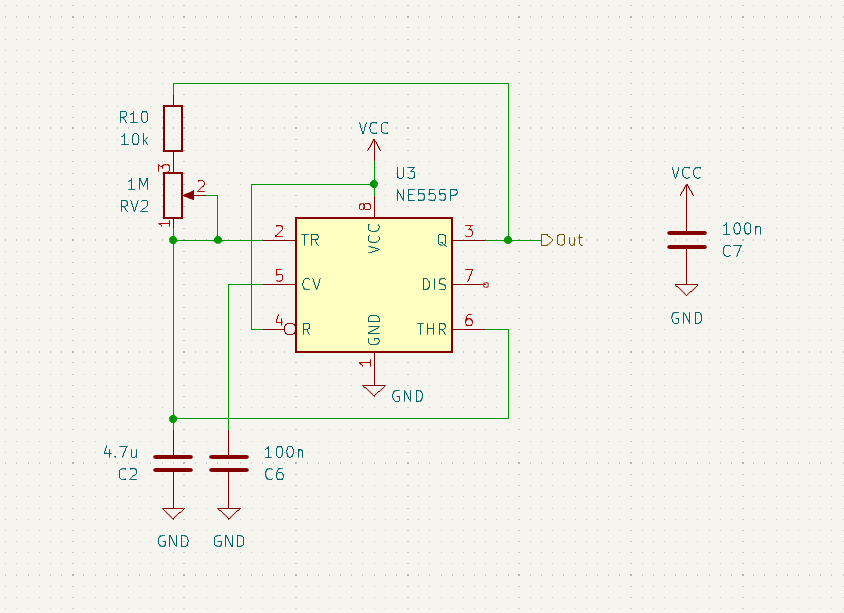 R10
10k
3
1M
RV2
2
1
VCC
U3
NE555P
8
2
TR
VCC
Q
3
Out
5
CV
DIS
7
4
R
GND
THR
6
1
GND
4.7u
C2
GND
100n
C6
GND
VCC
100n
C7
GND